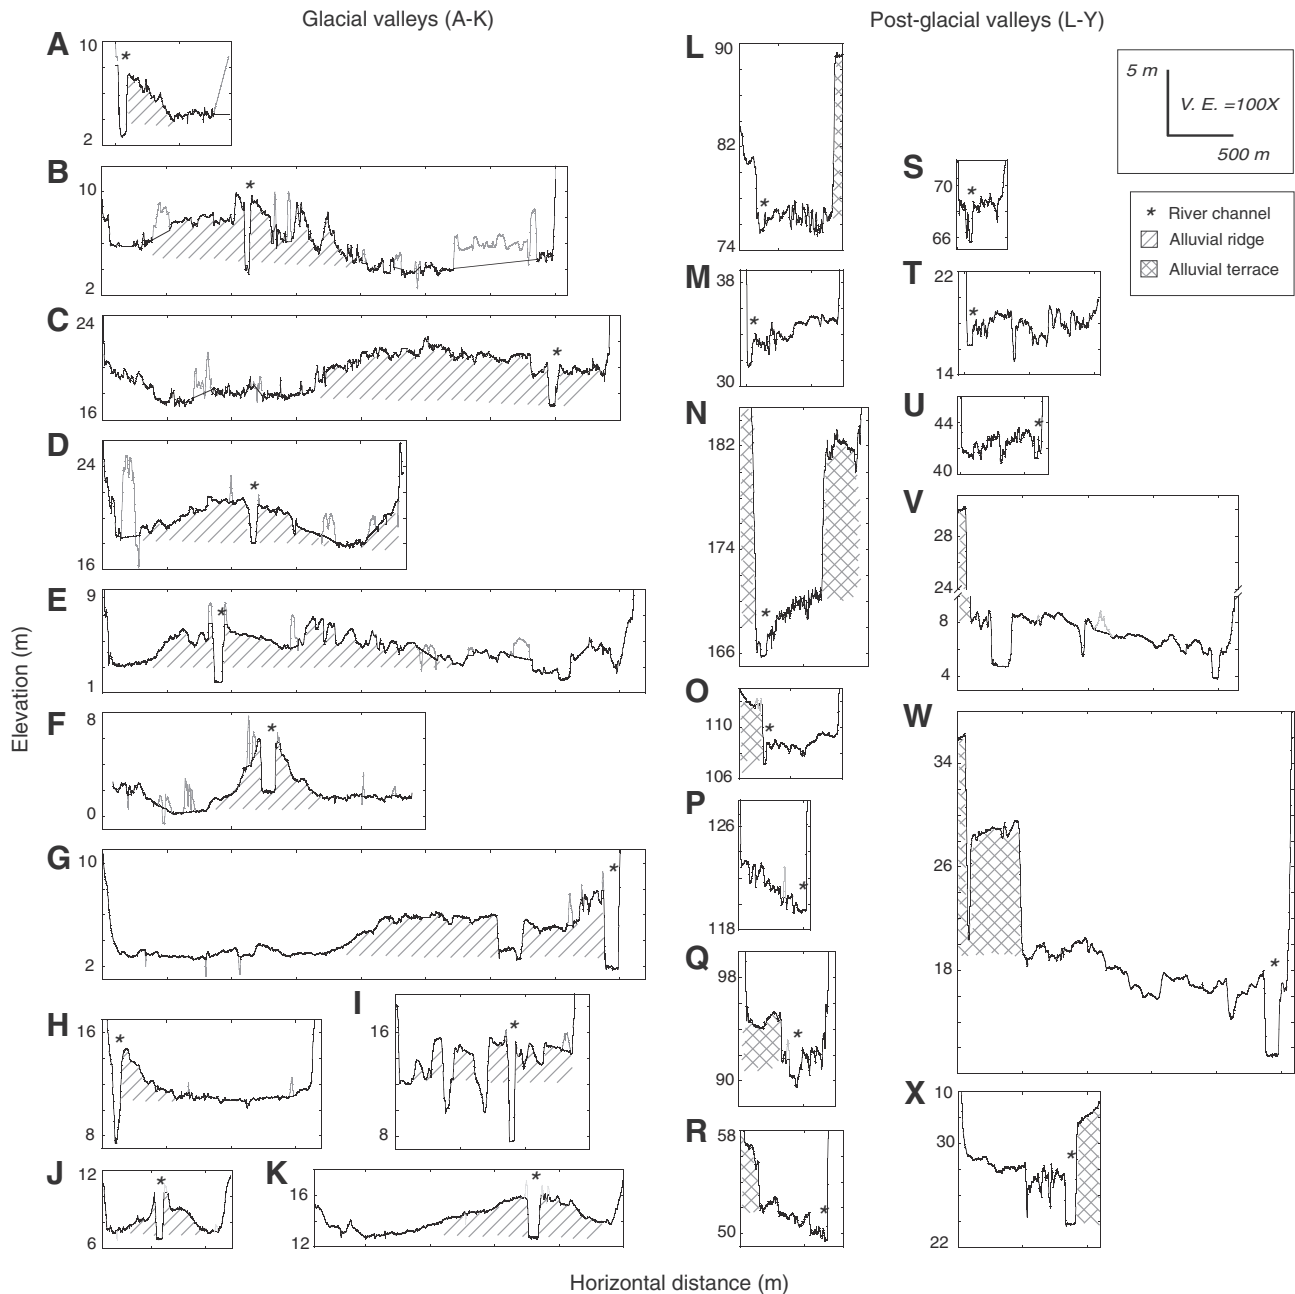 Glacial valleys (A-K)
Post-glacial valleys (L-Y)
A
10
*
2
B
10
*
2
C
24
*
16
D
24
*
16
E
9
*
1
F
8
*
0
G
10
*
2
H
16
*
8
I
16
*
8
J
12
*
6
K
16
*
12
L
90
82
*
74
M
38
*
30
N
182
174
*
166
O
110
*
106
P
126
*
118
Q
98
*
90
R
58
*
50
S
70
*
66
T
22
*
14
U
44
*
40
V
28
24
8
4
W
34
26
18
*
X
10
30
*
22
5 m
V. E. =100X
500 m
* River channel
Alluvial ridge
Alluvial terrace
Elevation (m)
Horizontal distance (m)